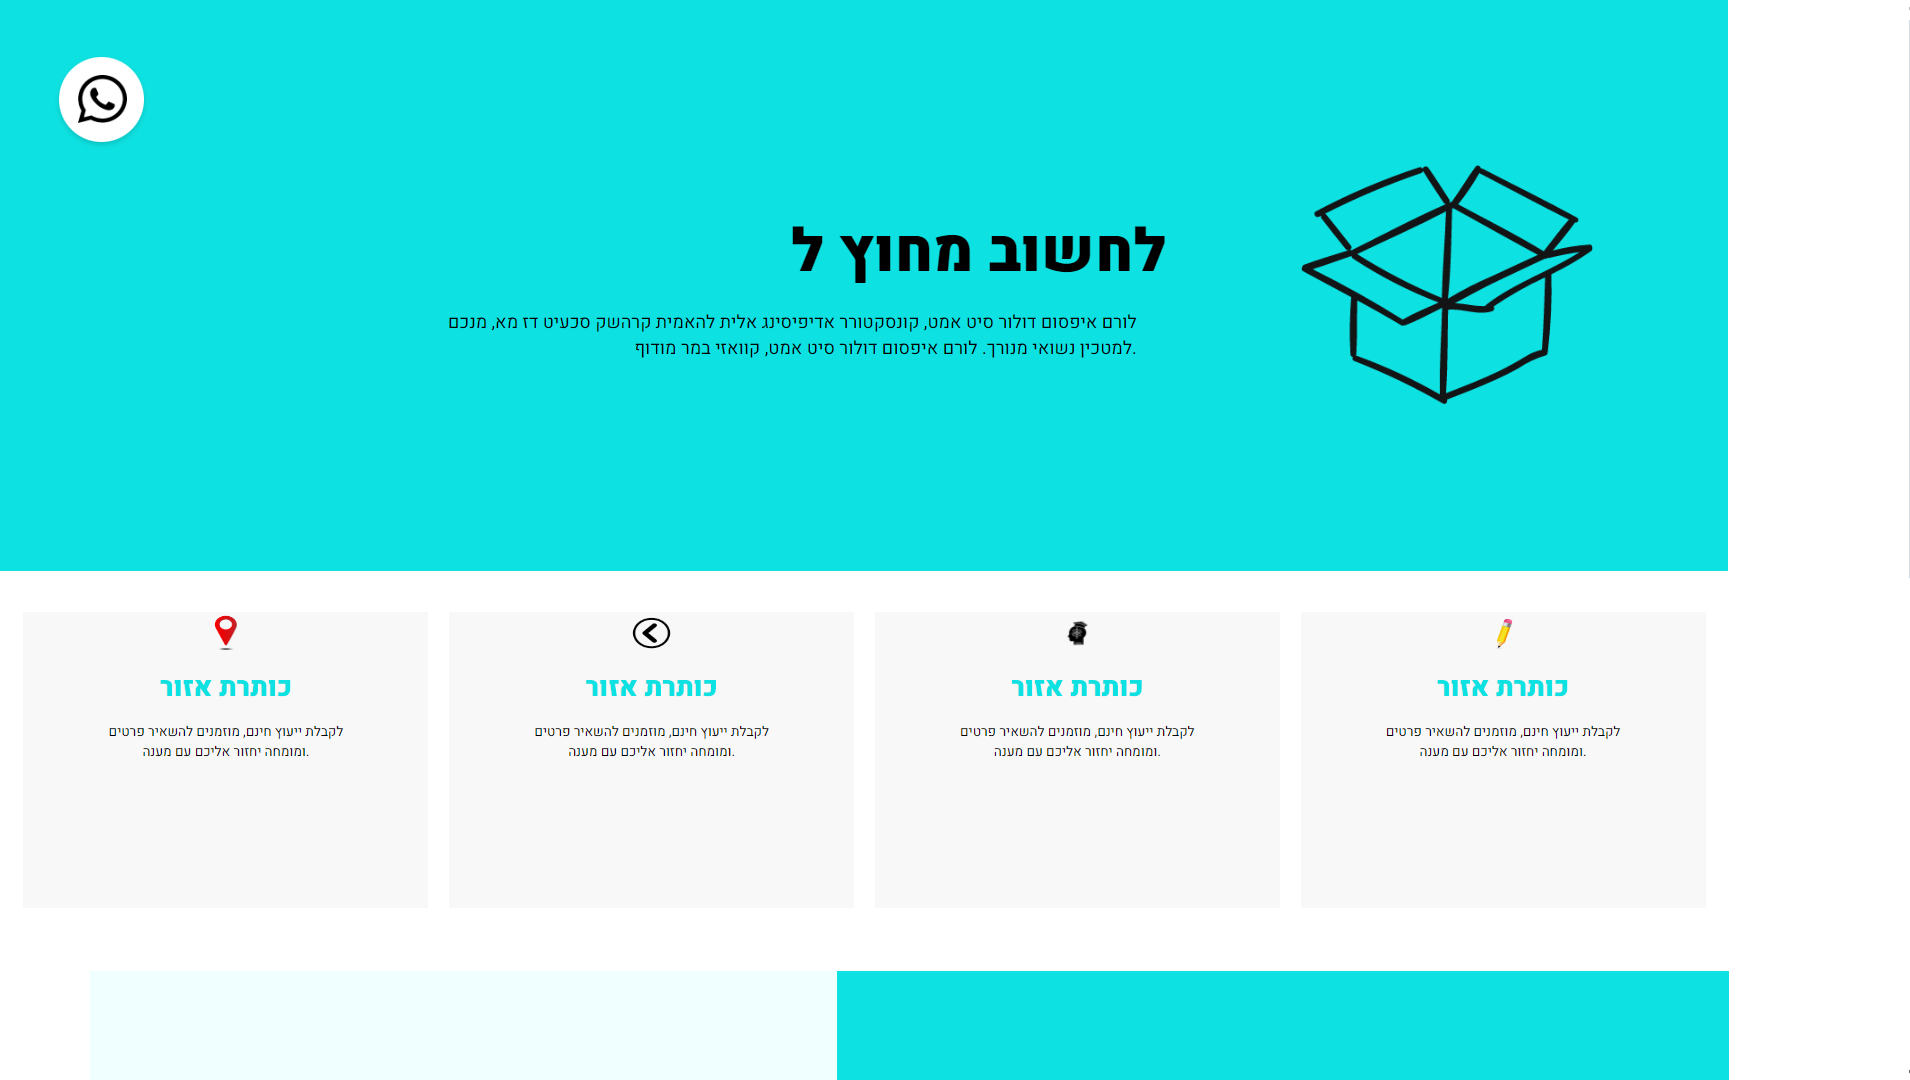 לחשוב מחוץ ל
לורם איפסום דולור סיט אמט, קונסקטורר אדיפיסינג אלית להאמית קרהשק סכעיט דז מא, מנכם
למטכין נשואי מנורך. לורם איפסום דולור סיט אמט, קוואזי במר מודוף.
כותרת אזור
לקבלת ייעוץ חינם, מוזמנים להשאיר פרטים
ומומחה יחזור אליכם עם מענה.
כותרת אזור
לקבלת ייעוץ חינם, מוזמנים להשאיר פרטים
ומומחה יחזור אליכם עם מענה.
כותרת אזור
לקבלת ייעוץ חינם, מוזמנים להשאיר פרטים
ומומחה יחזור אליכם עם מענה.
כותרת אזור
לקבלת ייעוץ חינם, מוזמנים להשאיר פרטים
ומומחה יחזור אליכם עם מענה.